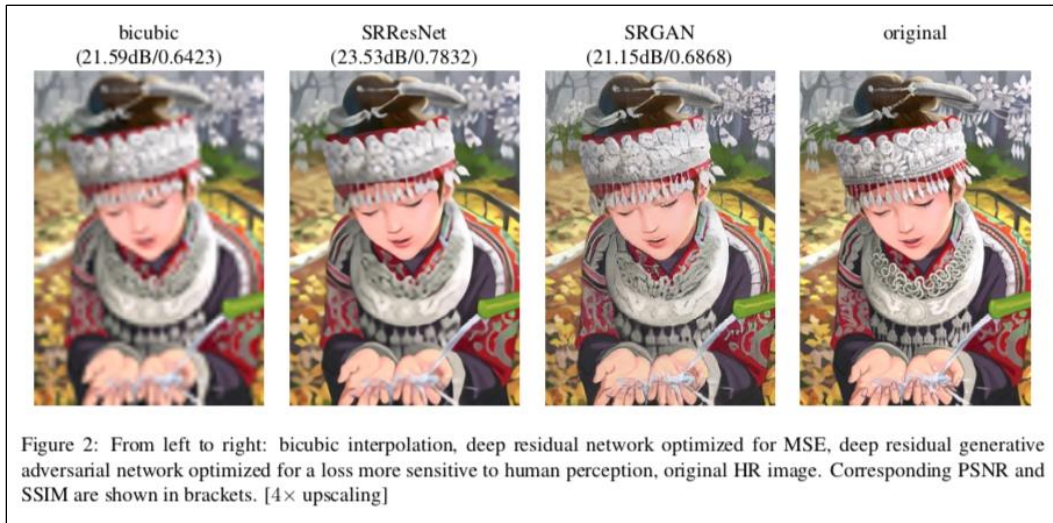 bicubic
(21.59dB/0.6423)
SRResNet
(23.53dB/0.7832)
SRGAN
(21.15dB/0.6868)
original
Figure 2: From left to right: bicubic interpolation, deep residual network optimized for MSE, deep residual generative
adversarial network optimized for a loss more sensitive to human perception, original HR image. Corresponding PSNR and
SSIM are shown in brackets. [4× upscaling]